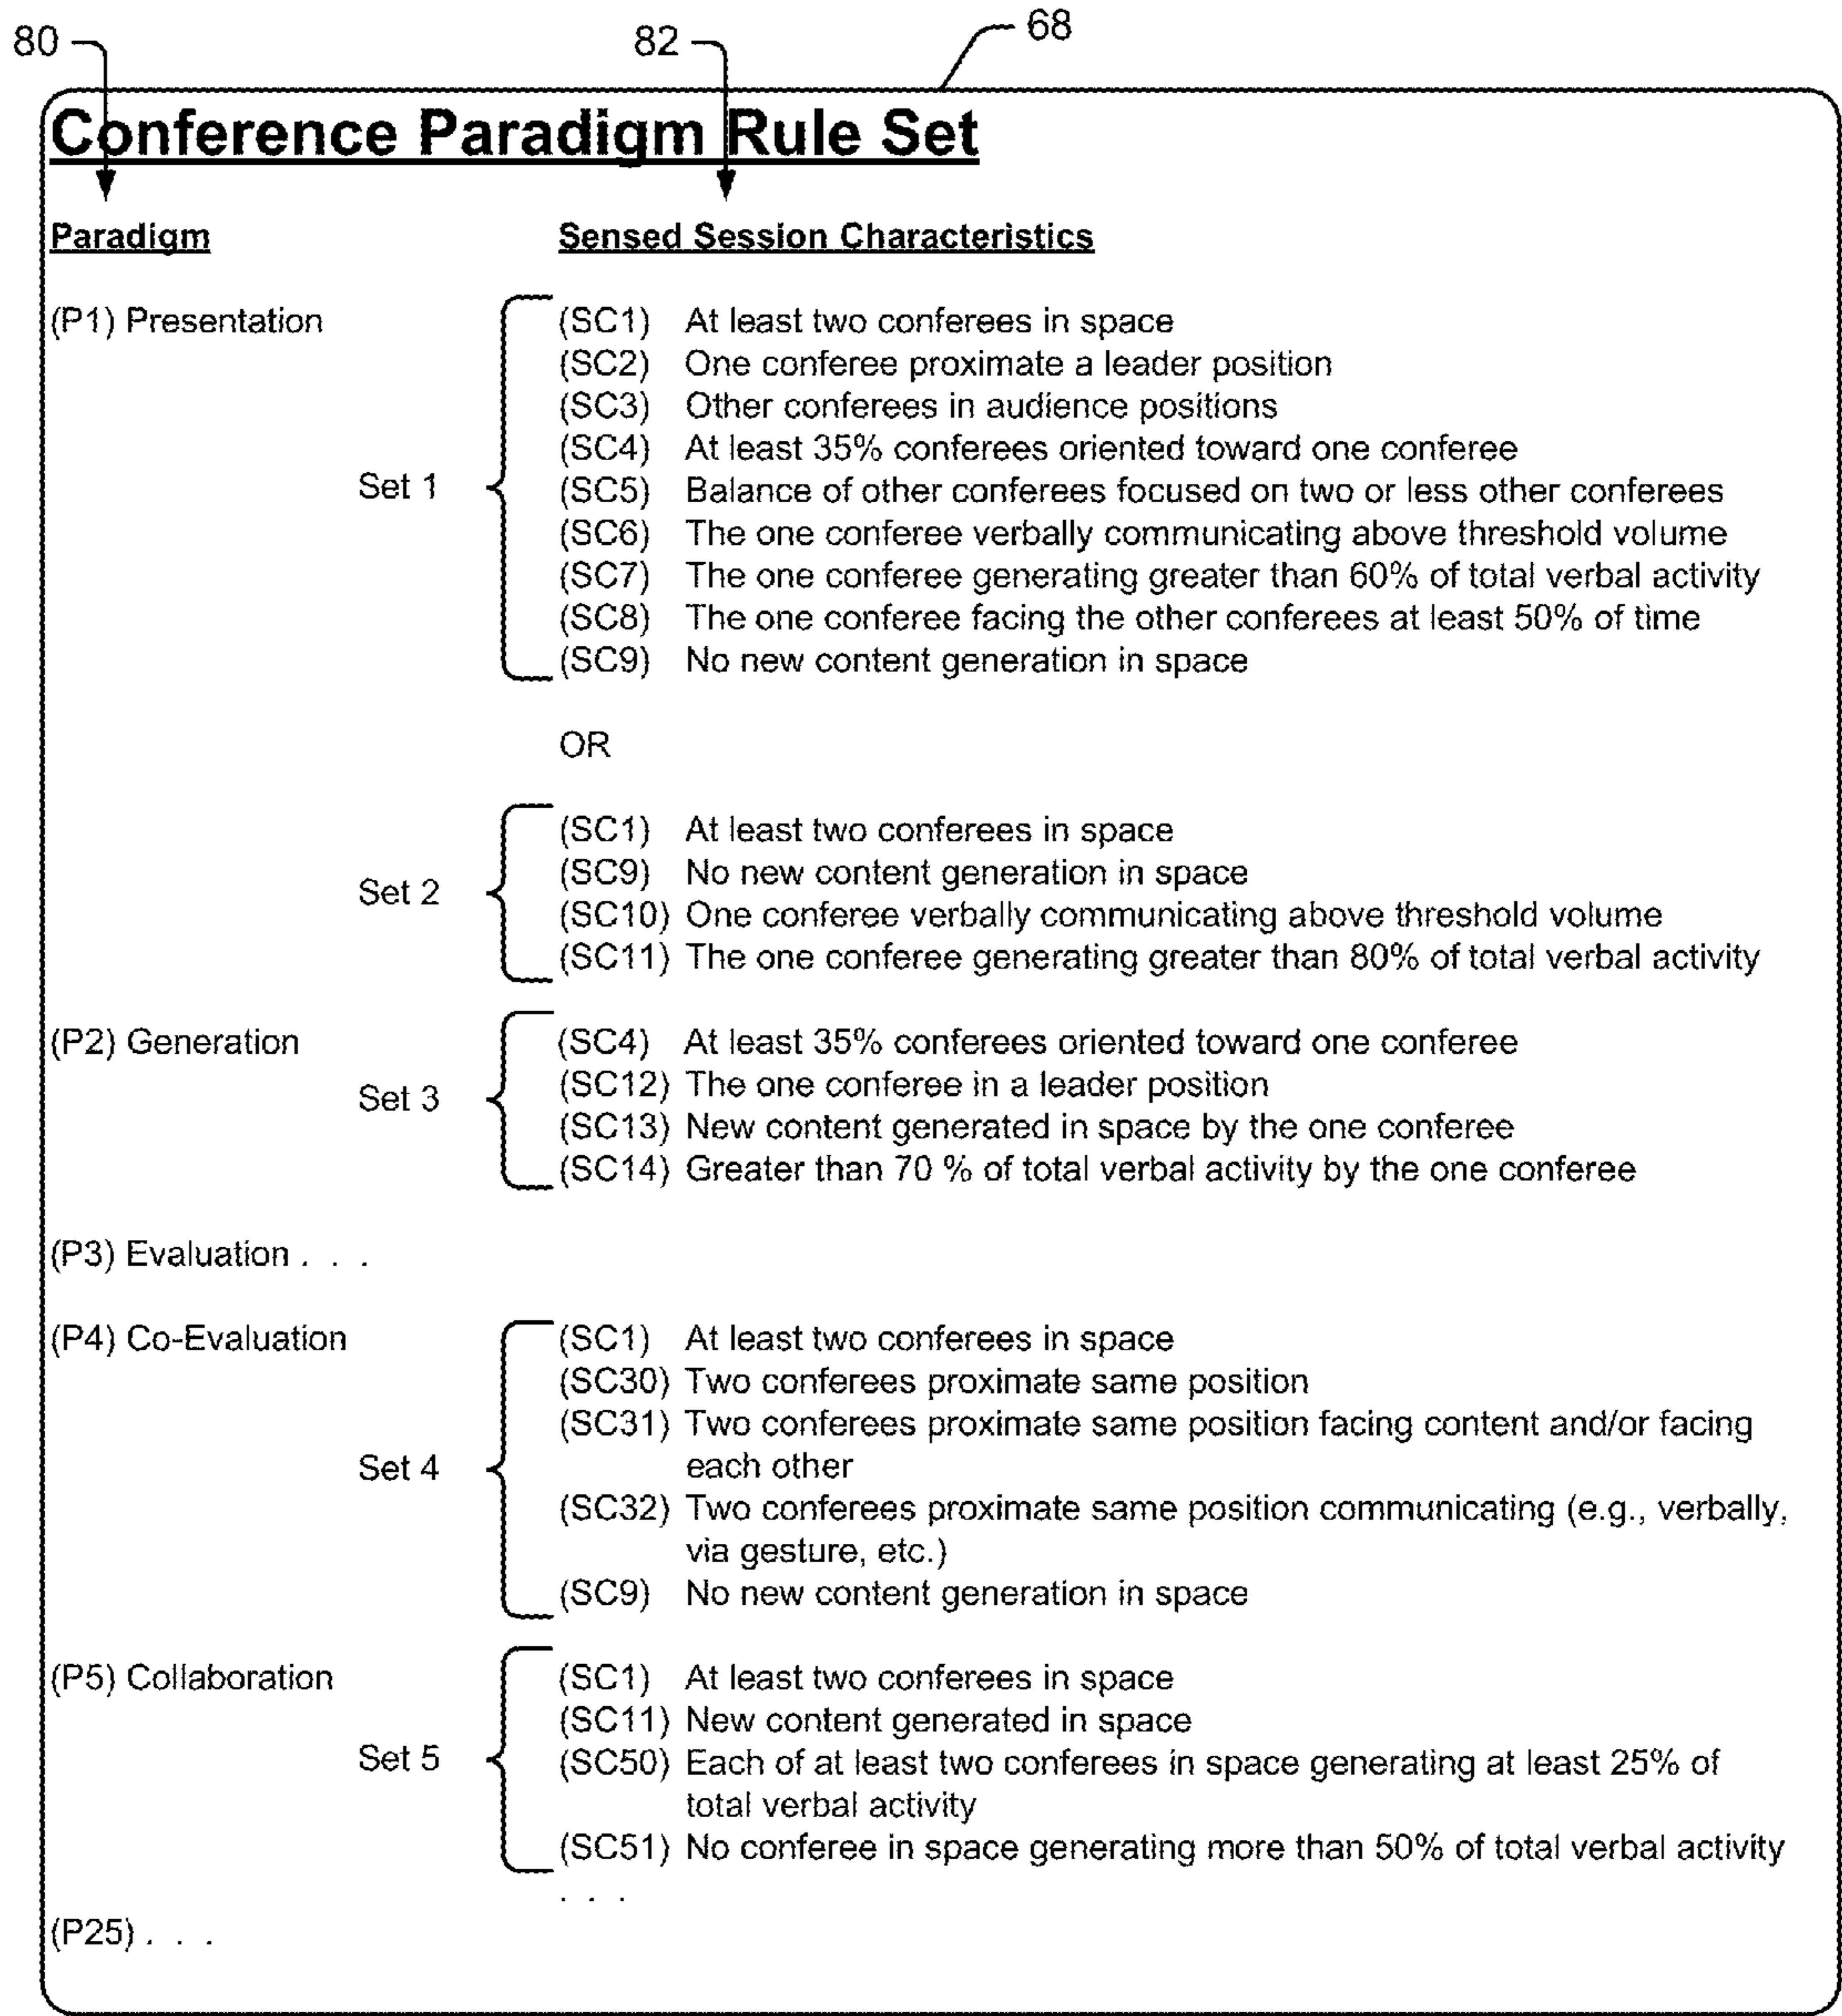 80
82
68
Conference Paradigm Rule Set
Paradigm Sensed Session Characteristics
(P1) Presentation
Set 1
(SC1) At least two conferees in space
(SC2) One conferee proximate a leader position
(SC3) Other conferees in audience positions
(SC4) At least 35% conferees oriented toward one conferee
(SC5) Balance of other conferees focused on two or less other conferees
(SC6) The one conferee verbally communicating above threshold volume
(SC7) The one conferee generating greater than 60% of total verbal activity
(SC8) The one conferee facing the other conferees at least 50% of time
(SC9) No new content generation in space
OR
Set 2
(SC1) At least two conferees in space
(SC9) No new content generation in space
(SC10) One conferee verbally communicating above threshold volume
(SC11) The one conferee generating greater than 80% of total verbal activity
(P2) Generation
Set 3
(SC4) At least 35% conferees oriented toward one conferee
(SC12) The one conferee in a leader position
(SC13) New content generated in space by the one conferee
(SC14) Greater than 70 % of total verbal activity by the one conferee
(P3) Evaluation . . .
(P4) Co-Evaluation
Set 4
(SC1) At least two conferees in space
(SC30) Two conferees proximate same position
(SC31) Two conferees proximate same position facing content and/or facing
each other
(SC32) Two conferees proximate same position communicating (e.g., verbally,
via gesture, etc.)
(SC9) No new content generation in space
(P5) Collaboration
Set 5
(SC1) At least two conferees in space
(SC11) New content generated in space
(SC50) Each of at least two conferees in space generating at least 25% of
total verbal activity
(SC51) No conferee in space generating more than 50% of total verbal activity
. . .
(P25) . . .